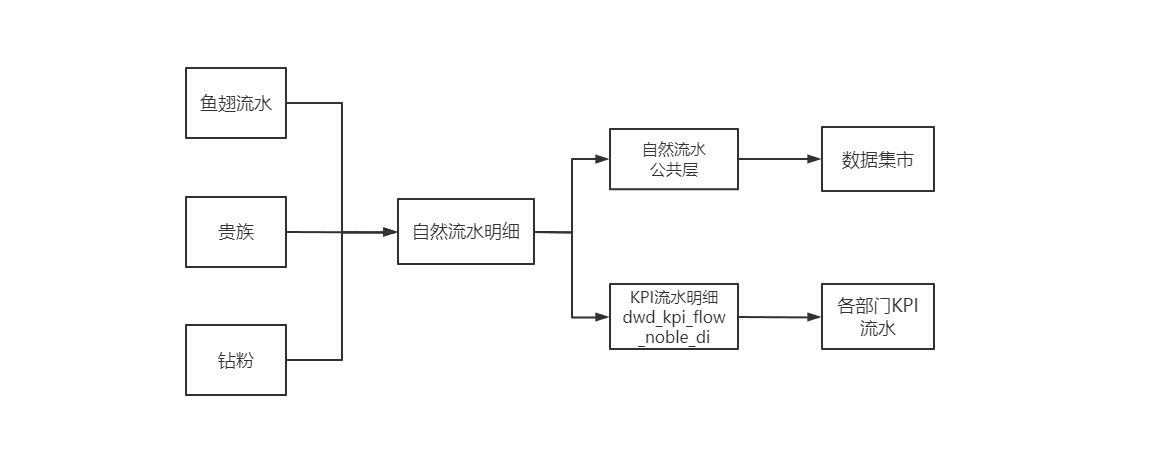 鱼翅流水
贵族
钻粉
自然流水明细
自然流水
公共层
数据集市
KPI流水明细
dwd_kpi_flow
_noble_di
各部门KPI
流水